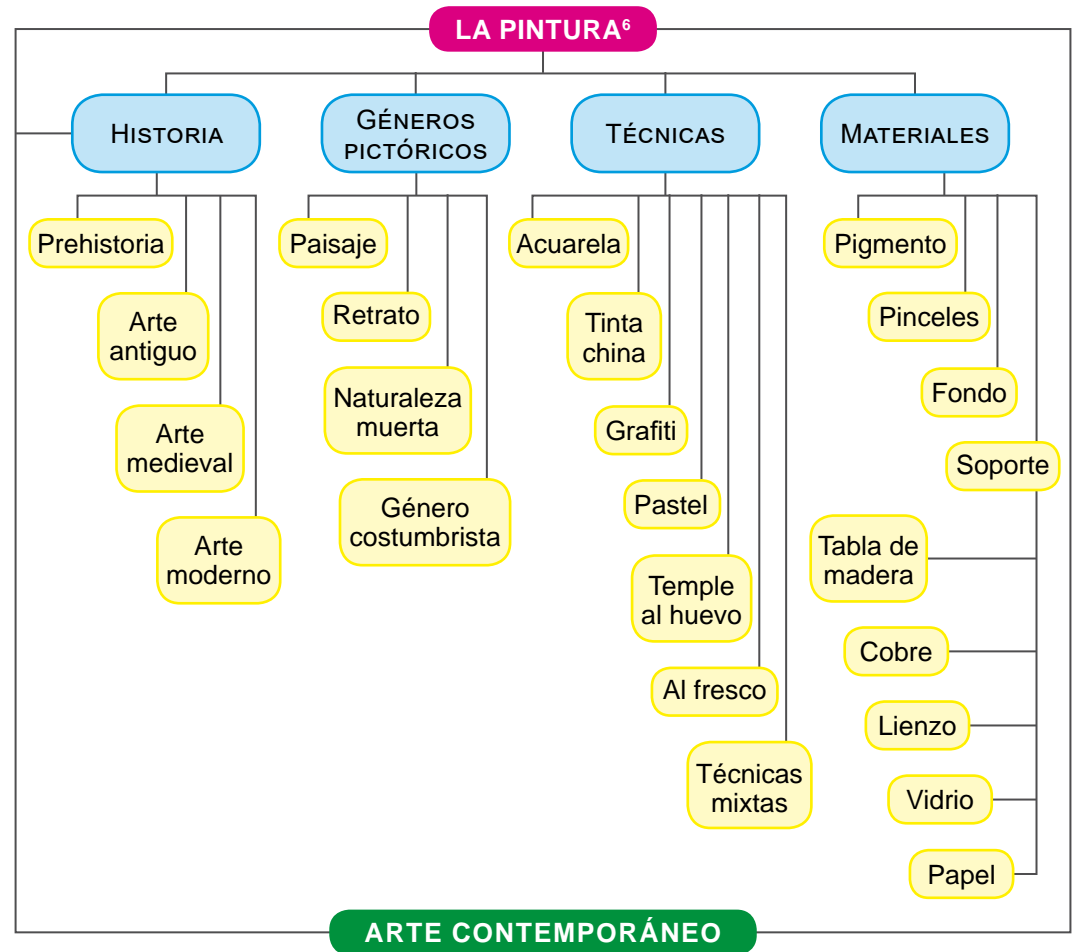 LA PINTURA⁶
HISTORIA
GÉNEROS
PICTÓRICOS
TÉCNICAS
MATERIALES
Prehistoria
Arte
antiguo
Arte
medieval
Arte
moderno
Paisaje
Retrato
Naturaleza
muerta
Género
costumbrista
Acuarela
Tinta
china
Grafiti
Pastel
Temple
al huevo
Al fresco
Técnicas
mixtas
Pigmento
Pinceles
Fondo
Soporte
Tabla de
madera
Cobre
Lienzo
Vidrio
Papel
ARTE CONTEMPORÁNEO